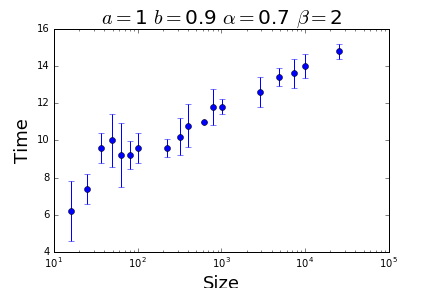 a = 1 b = 0.9 α = 0.7 β = 2
16
14
12
10
8
6
4
Time
10^1 10^2 10^3 10^4 10^5
Size